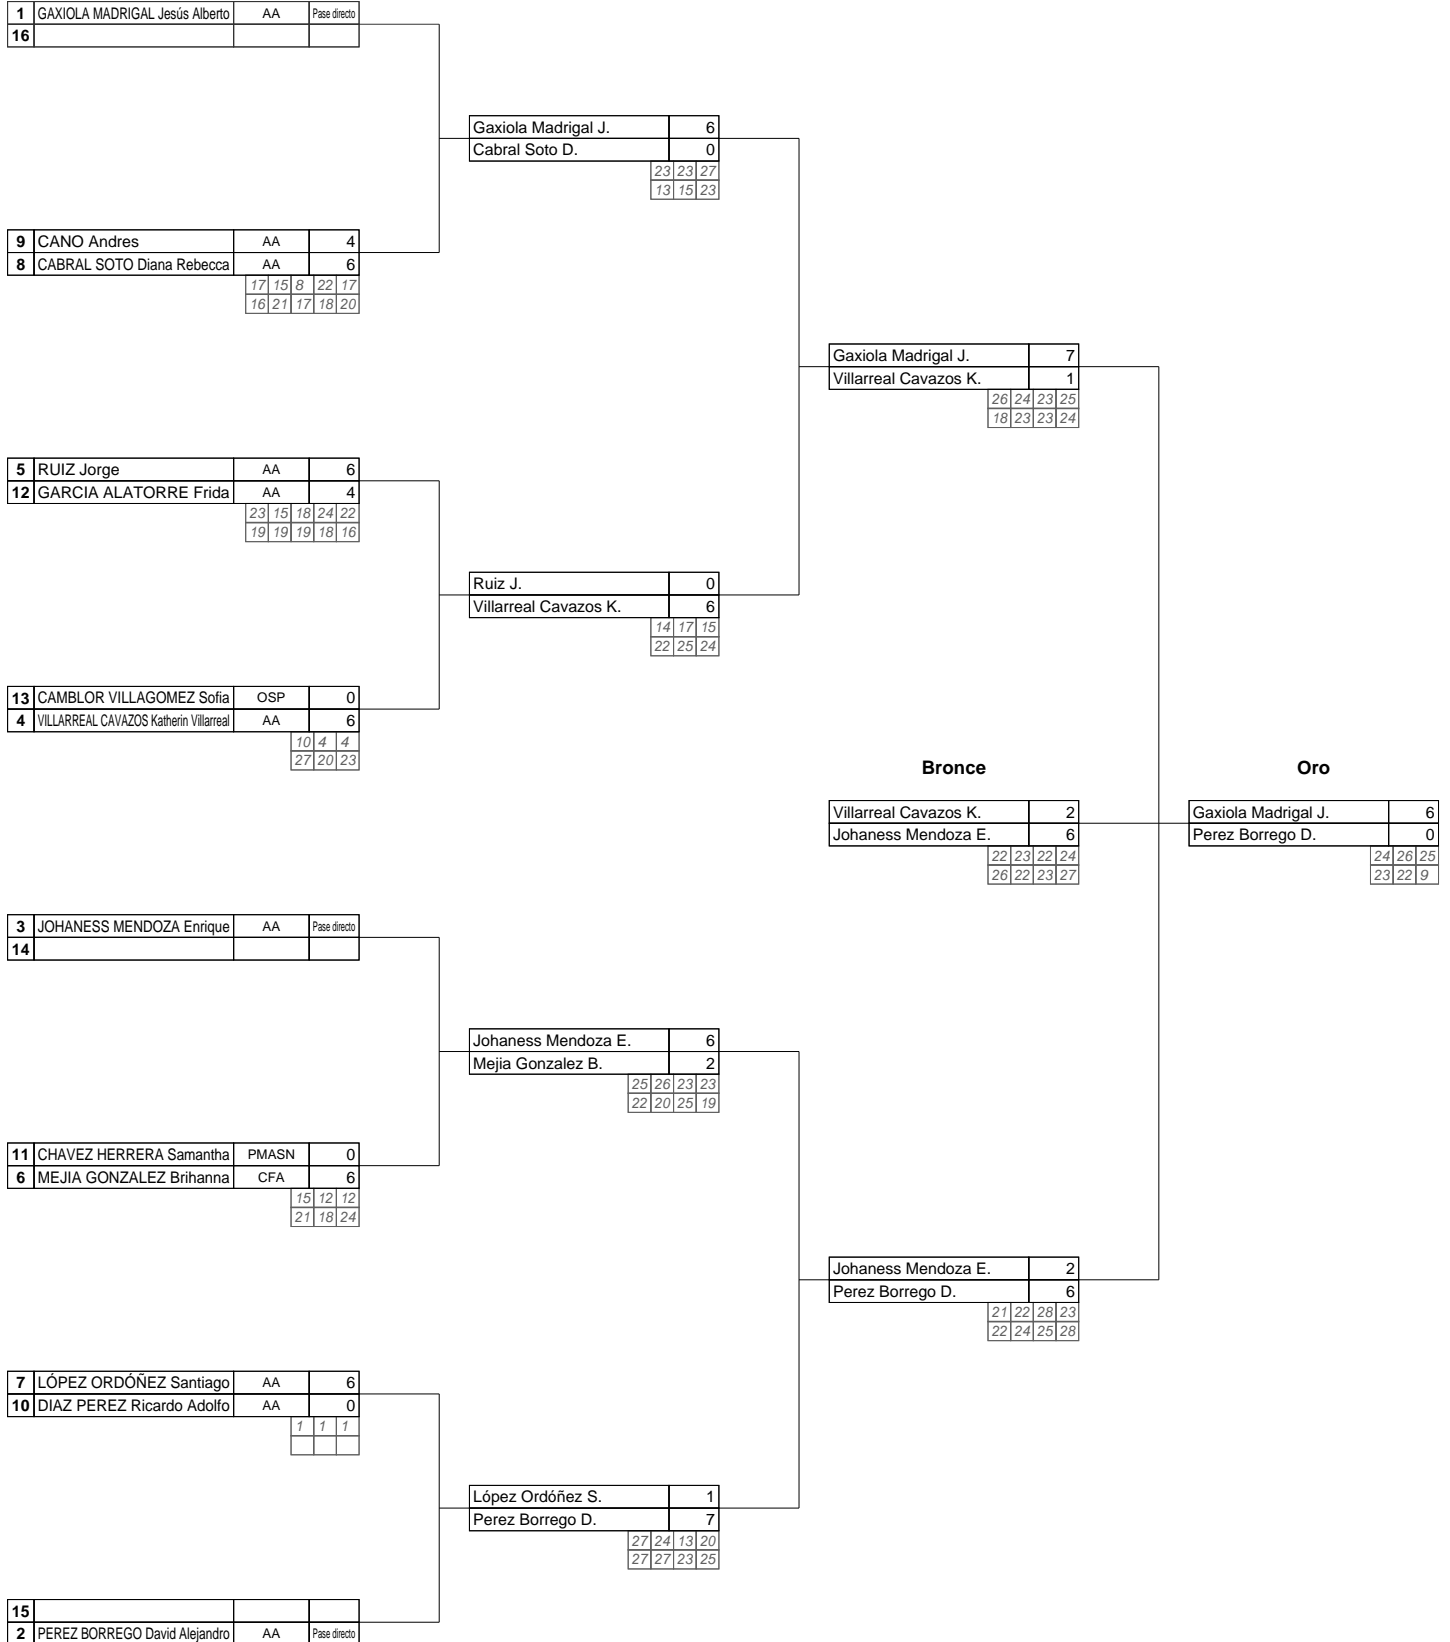 1 GAXIOLA MADRIGAL Jesús Alberto AA Pase directo
16
Gaxiola Madrigal J. 6
Cabral Soto D. 0
23 23 27
13 15 23
9 CANO Andres AA 4
8 CABRAL SOTO Diana Rebecca AA 6
17 15 8 22 17
16 21 17 18 20
Gaxiola Madrigal J. 7
Villarreal Cavazos K. 1
26 24 23 25
18 23 23 24
5 RUIZ Jorge AA 6
12 GARCIA ALATORRE Frida AA 4
23 15 18 24 22
19 19 19 18 16
Ruiz J. 0
Villarreal Cavazos K. 6
14 17 15
22 25 24
13 CAMBLOR VILLAGOMEZ Sofia OSP 0
4 VILLARREAL CAVAZOS Katherin Villarreal AA 6
10 4 4
27 20 23
Bronce Oro
Villarreal Cavazos K. 2
Johaness Mendoza E. 6
22 23 22 24
26 22 23 27
Gaxiola Madrigal J. 6
Perez Borrego D. 0
24 26 25
23 22 9
3 JOHANESS MENDOZA Enrique AA Pase directo
14
Johaness Mendoza E. 6
Mejia Gonzalez B. 2
25 26 23 23
22 20 25 19
11 CHAVEZ HERRERA Samantha PMASN 0
6 MEJIA GONZALEZ Brihanna CFA 6
15 12 12
21 18 24
Johaness Mendoza E. 2
Perez Borrego D. 6
21 22 28 23
22 24 25 28
7 LÓPEZ ORDÓÑEZ Santiago AA 6
10 DIAZ PEREZ Ricardo Adolfo AA 0
1 1 1
López Ordóñez S. 1
Perez Borrego D. 7
27 24 13 20
27 27 23 25
15
2 PEREZ BORREGO David Alejandro AA Pase directo